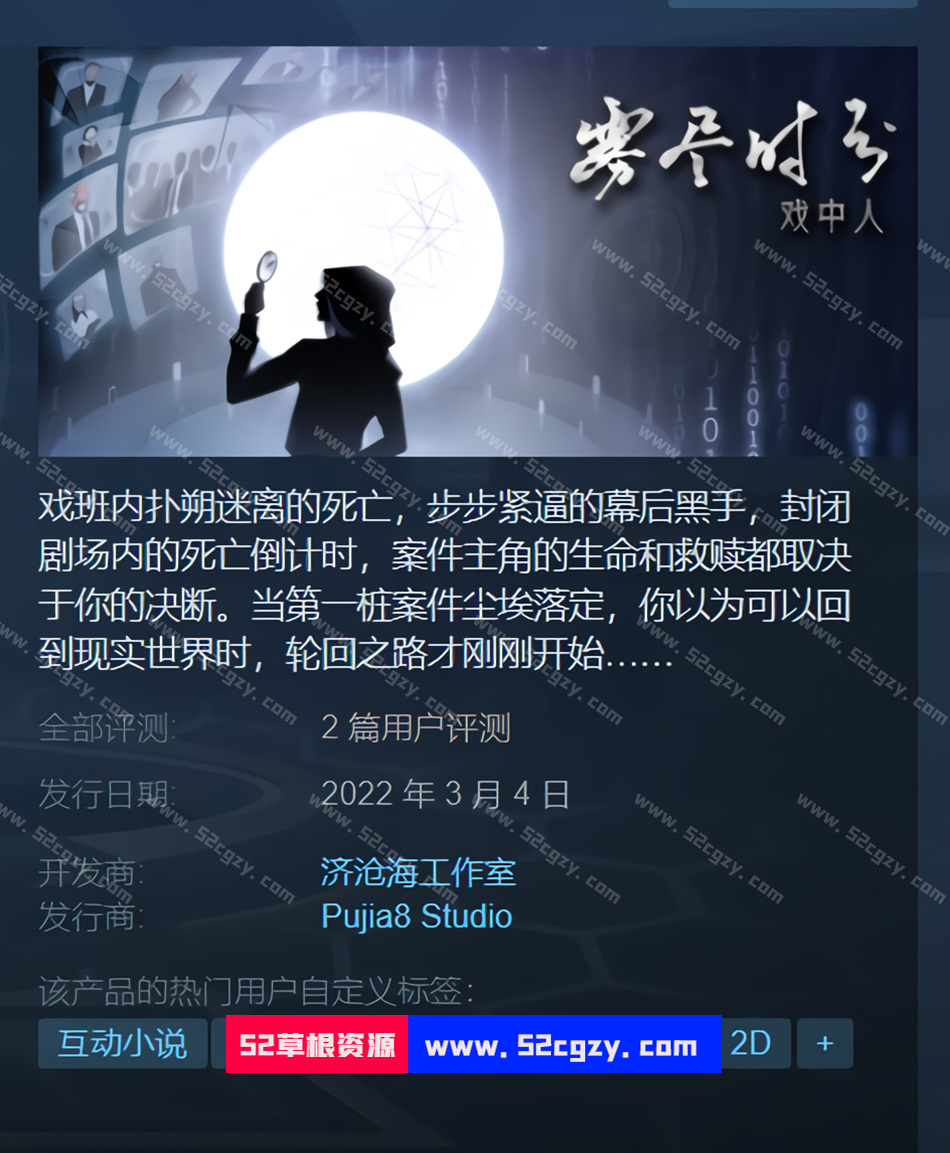 雾尽时分
戏中人
戏班内扑朔迷离的死亡，步步紧逼的幕后黑手，封闭
剧场内的死亡倒计时，案件主角的生命和救赎都取决
于你的决断。当第一桩案件尘埃落定，你以为可以回
到现实世界时，轮回之路才刚刚开始……
全部评测: 2 篇用户评测
发行日期: 2022 年 3 月 4 日
开发商: 济沧海工作室
发行商: Pujia8 Studio
该产品的热门用户自定义标签:
互动小说 52草根资源 www.52cgzy.com 2D +
www.52cgzy.com